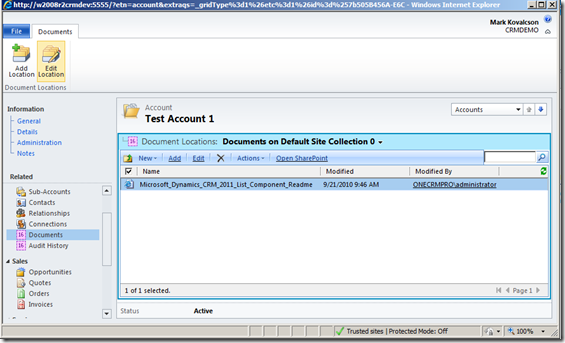 http://w2008r2crmdev:5555/?etn=account&extraqs=_gridType%3d1%26etc%3d1%26id%3d%257b505B456A-E6C - Windows Internet Explorer
Mark Kovalcson
CRMDEMO
File Documents
Add Location
Edit Location
Document Locations
Information
General
Details
Administration
Notes
Related
Sub-Accounts
Contacts
Relationships
Connections
Documents
Audit History
Sales
Opportunities
Quotes
Orders
Invoices
Account
Test Account 1
Accounts
Document Locations: Documents on Default Site Collection 0
New Add Edit Actions Open SharePoint
Name Modified Modified By
Microsoft_Dynamics_CRM_2011_List_Component_Readme 9/21/2010 9:46 AM ONECRMPRO\administrator
1 of 1 selected. Page 1
Status Active
Trusted sites | Protected Mode: Off 100%